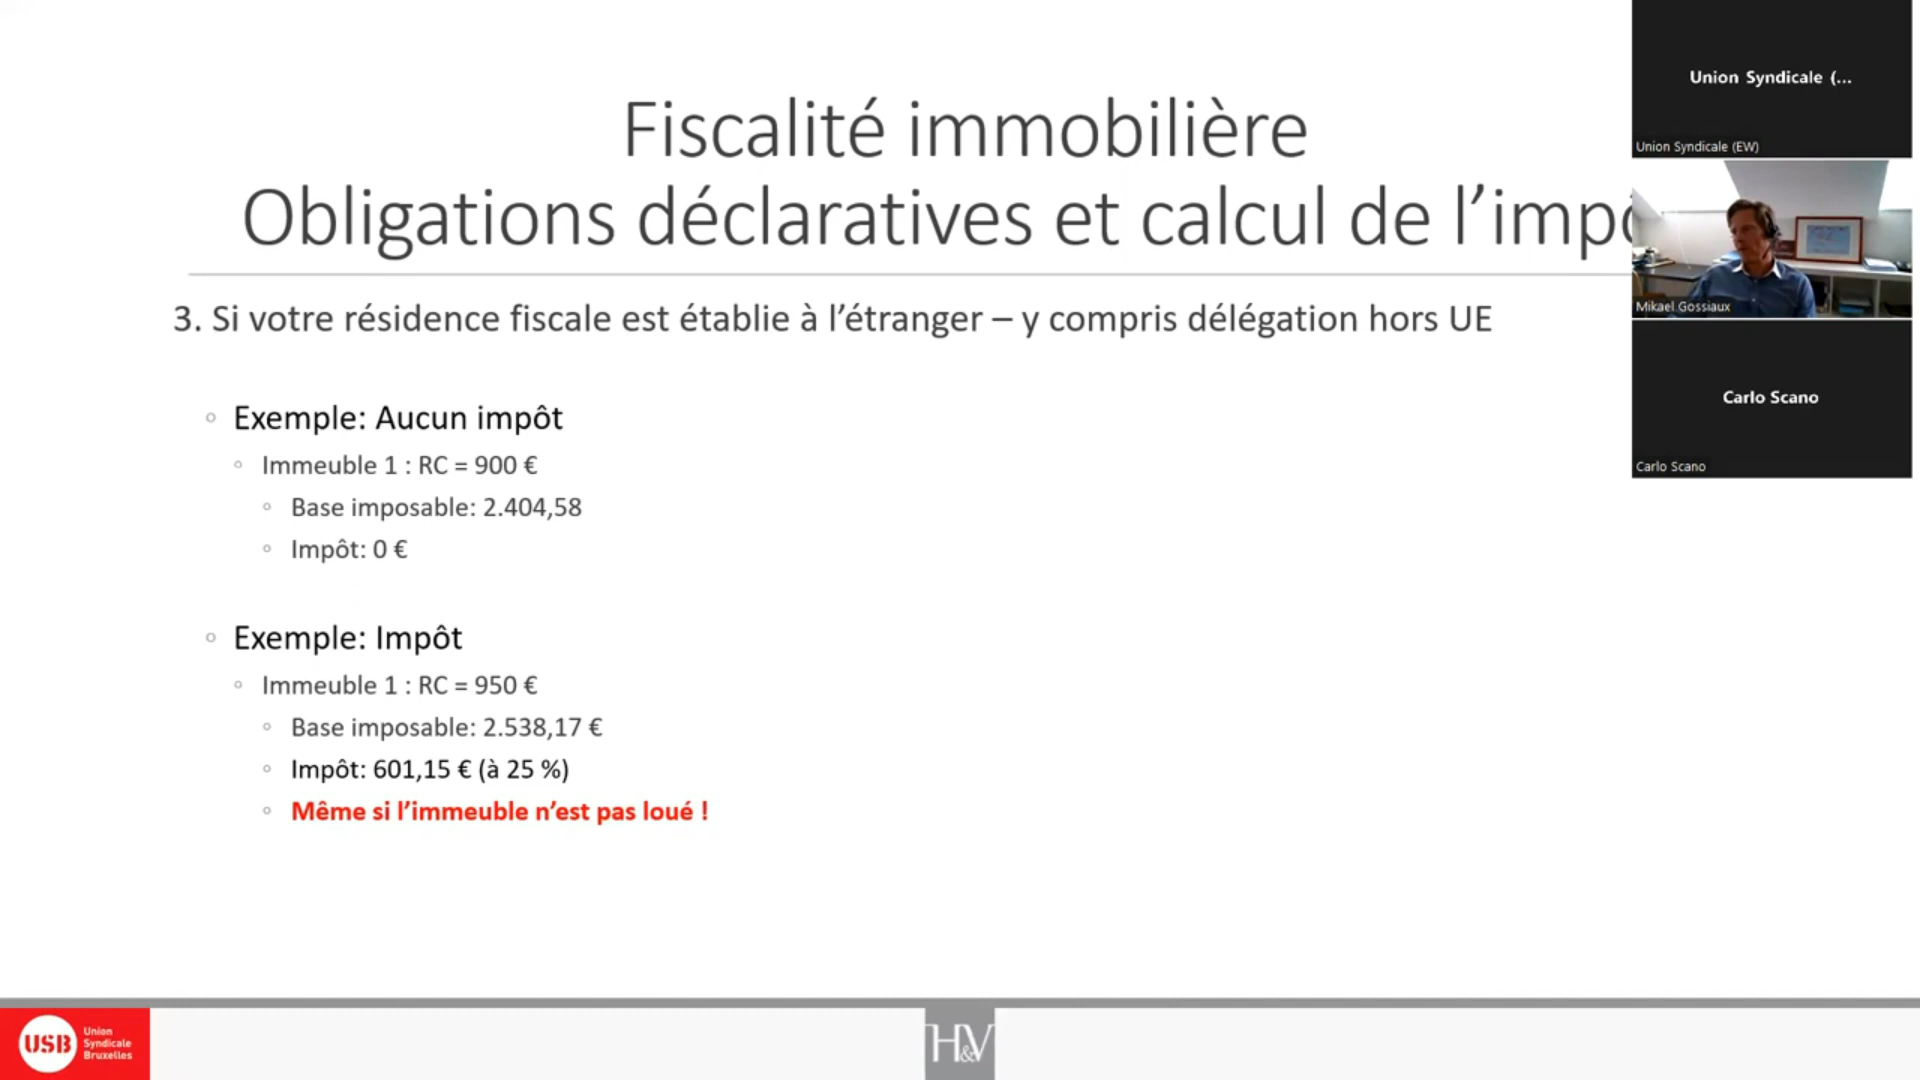 Fiscalité immobilière
Obligations déclaratives et calcul de l’imp
3. Si votre résidence fiscale est établie à l’étranger – y compris délégation hors UE
Exemple: Aucun impôt
Immeuble 1 : RC = 900 €
Base imposable: 2.404,58
Impôt: 0 €
Exemple: Impôt
Immeuble 1 : RC = 950 €
Base imposable: 2.538,17 €
Impôt: 601,15 € (à 25 %)
Même si l’immeuble n’est pas loué !
Union Syndicale (...
Union Syndicale (EW)
Mikael Gossiaux
Carlo Scano
Carlo Scano
USB
Union
Syndicale
Bruxelles
H&V